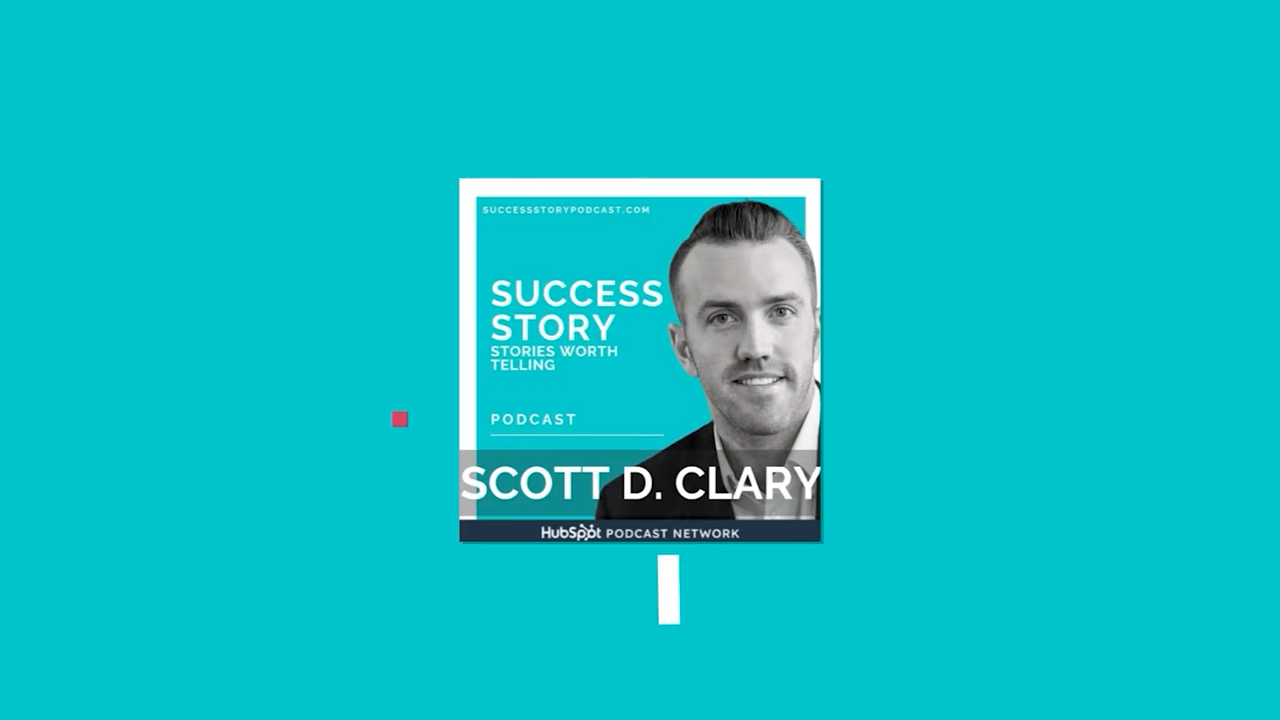 SUCCESSSTORYPODCAST.COM
SUCCESS
STORY
STORIES WORTH
TELLING
PODCAST
SCOTT D. CLARY
HubSpot PODCAST NETWORK